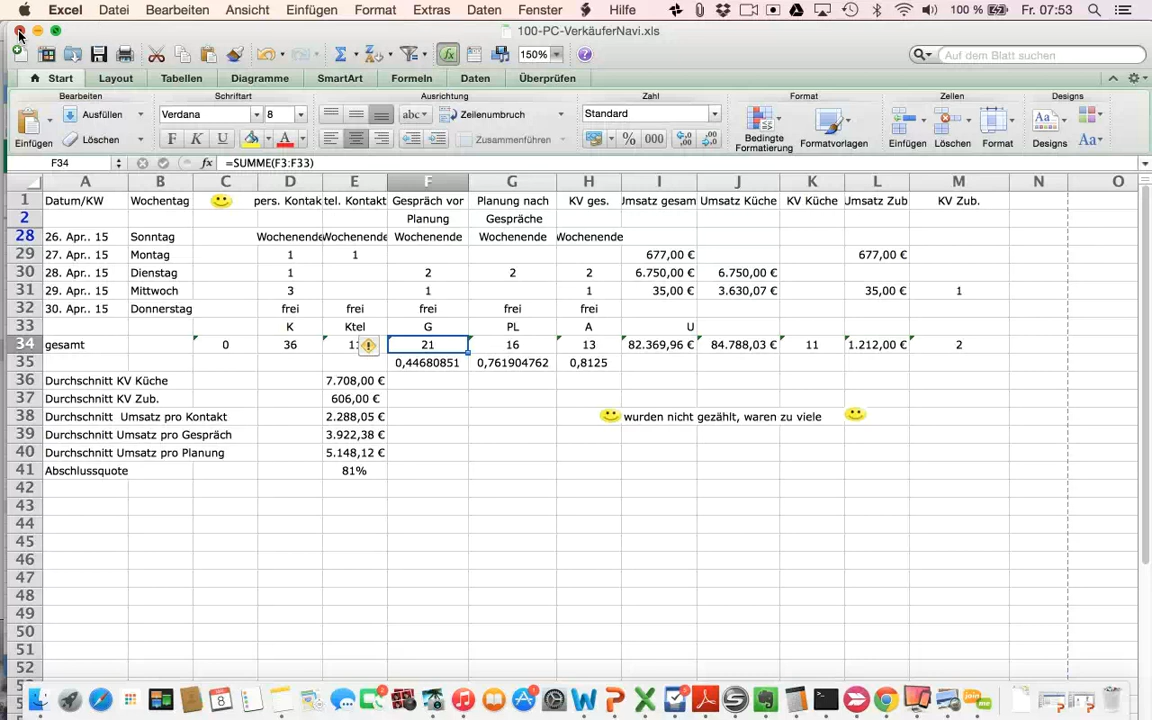 Excel Datei Bearbeiten Ansicht Einfügen Format Extras Daten Fenster Hilfe 100 % Fr. 07:53
100-PC-VerkäuferNavi.xls
150% Auf dem Blatt suchen
Start Layout Tabellen Diagramme SmartArt Formeln Daten Überprüfen
Bearbeiten Schriftart Ausrichtung Zahl Format Zellen Designs
Ausfüllen Verdana 8 abc Zeilenumbruch Standard
Einfügen Löschen F K U A Zusammenführen % 000 Bedingte Formatierung Formatvorlagen Einfügen Löschen Format Designs Aa
F34 fx =SUMME(F3:F33)
A B C D E F G H I J K L M N O
1 Datum/KW Wochentag pers. Kontak tel. Kontakt Gespräch vor Planung nach KV ges. Umsatz gesam Umsatz Küche KV Küche Umsatz Zub KV Zub.
2 Planung Gespräche
28 26. Apr.. 15 Sonntag Wochenende Wochenende Wochenende Wochenende Wochenende
29 27. Apr.. 15 Montag 1 1 677,00 € 677,00 €
30 28. Apr.. 15 Dienstag 1 2 2 2 6.750,00 € 6.750,00 €
31 29. Apr.. 15 Mittwoch 3 1 1 35,00 € 3.630,07 € 35,00 € 1
32 30. Apr.. 15 Donnerstag frei frei frei frei frei
33 K Ktel G PL A U
34 gesamt 0 36 11 21 16 13 82.369,96 € 84.788,03 € 11 1.212,00 € 2
35 0,44680851 0,761904762 0,8125
36 Durchschnitt KV Küche 7.708,00 €
37 Durchschnitt KV Zub. 606,00 €
38 Durchschnitt Umsatz pro Kontakt 2.288,05 € wurden nicht gezählt, waren zu viele
39 Durchschnitt Umsatz pro Gespräch 3.922,38 €
40 Durchschnitt Umsatz pro Planung 5.148,12 €
41 Abschlussquote 81%
42
43
44
45
46
47
48
49
50
51
52